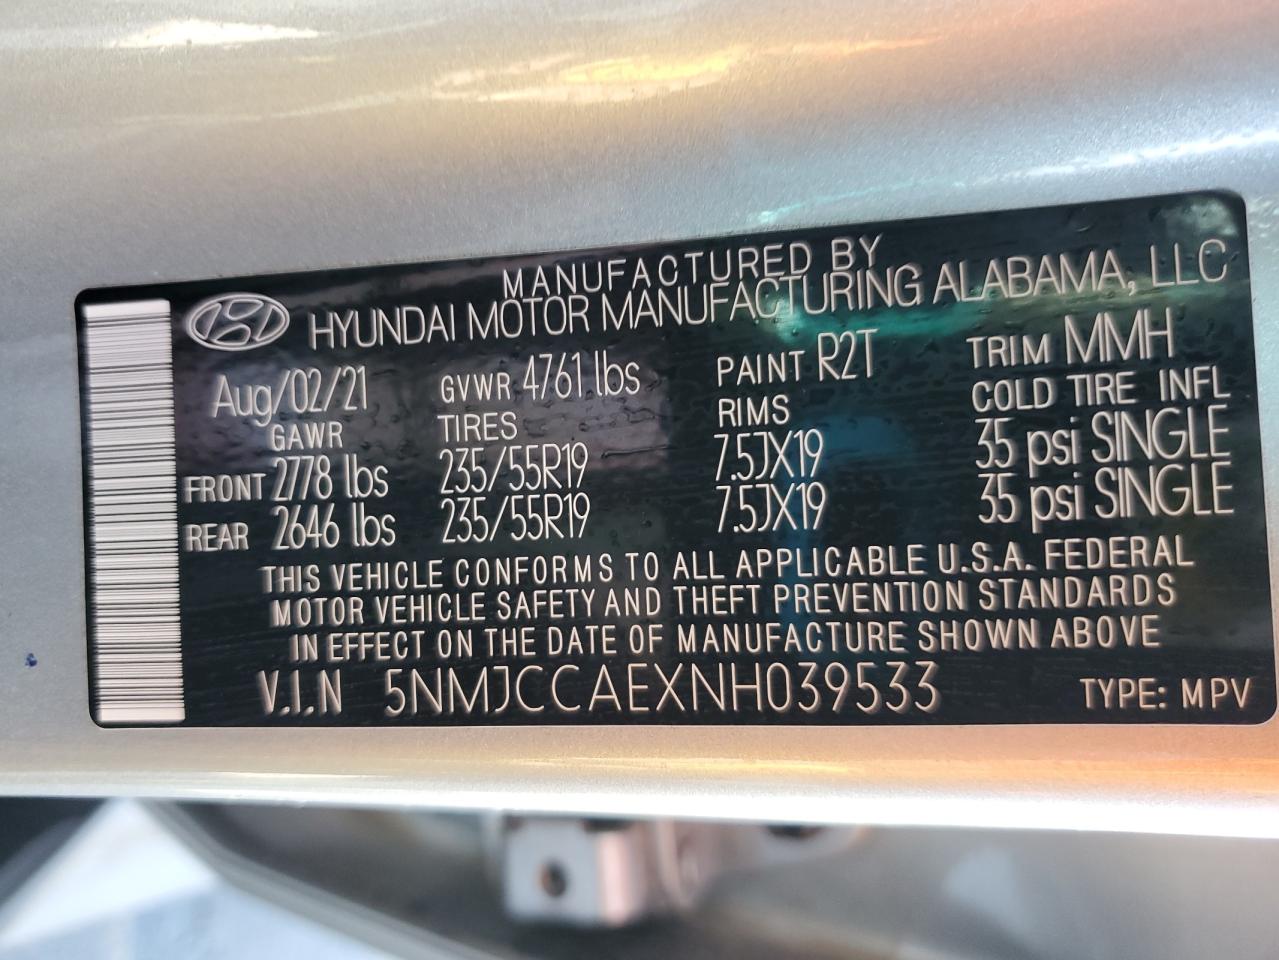 MANUFACTURED BY
HYUNDAI MOTOR MANUFACTURING ALABAMA, LLC
Aug/02/21 GVWR 4761 lbs PAINT R2T TRIM MMH
GAWR TIRES RIMS COLD TIRE INFL
FRONT 2778 lbs 235/55R19 7.5JX19 35 psi SINGLE
REAR 2646 lbs 235/55R19 7.5JX19 35 psi SINGLE
THIS VEHICLE CONFORMS TO ALL APPLICABLE U.S.A. FEDERAL
MOTOR VEHICLE SAFETY AND THEFT PREVENTION STANDARDS
IN EFFECT ON THE DATE OF MANUFACTURE SHOWN ABOVE
V.I.N 5NMJCCAEXNH039533 TYPE: MPV